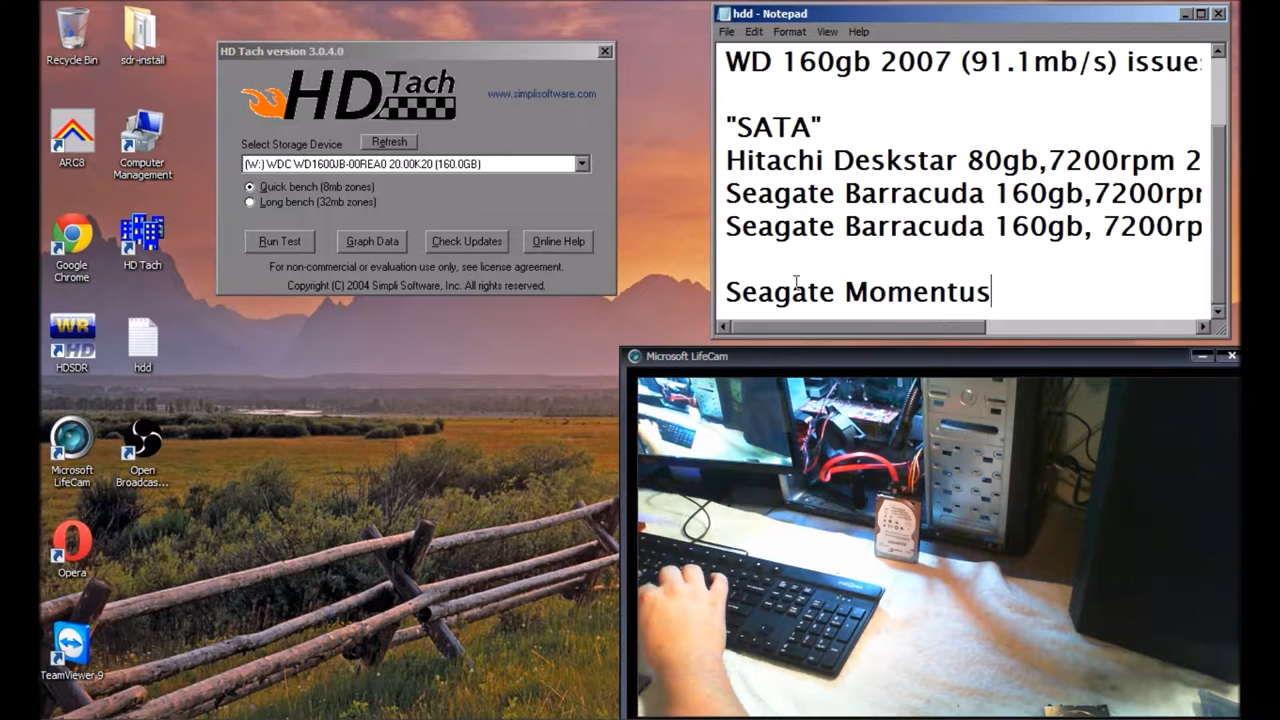 Recycle Bin
sdr-install
ARC8
Computer
Management
Google
Chrome
HD Tach
HDSDR
hdd
Microsoft
LifeCam
Open
Broadcas...
Opera
TeamViewer 9
HD Tach version 3.0.4.0
HD Tach
www.simplisoftware.com
Select Storage Device
Refresh
(W:) WDC WD1600JB-00REA0 20.00K20 (160.0GB)
Quick bench (8mb zones)
Long bench (32mb zones)
Run Test
Graph Data
Check Updates
Online Help
For non-commercial or evaluation use only, see license agreement.
Copyright (C) 2004 Simpli Software, Inc. All rights reserved.
hdd - Notepad
File Edit Format View Help
WD 160gb 2007 (91.1mb/s) issues
"SATA"
Hitachi Deskstar 80gb,7200rpm 2
Seagate Barracuda 160gb,7200rpm
Seagate Barracuda 160gb, 7200rp
Seagate Momentus
Microsoft LifeCam